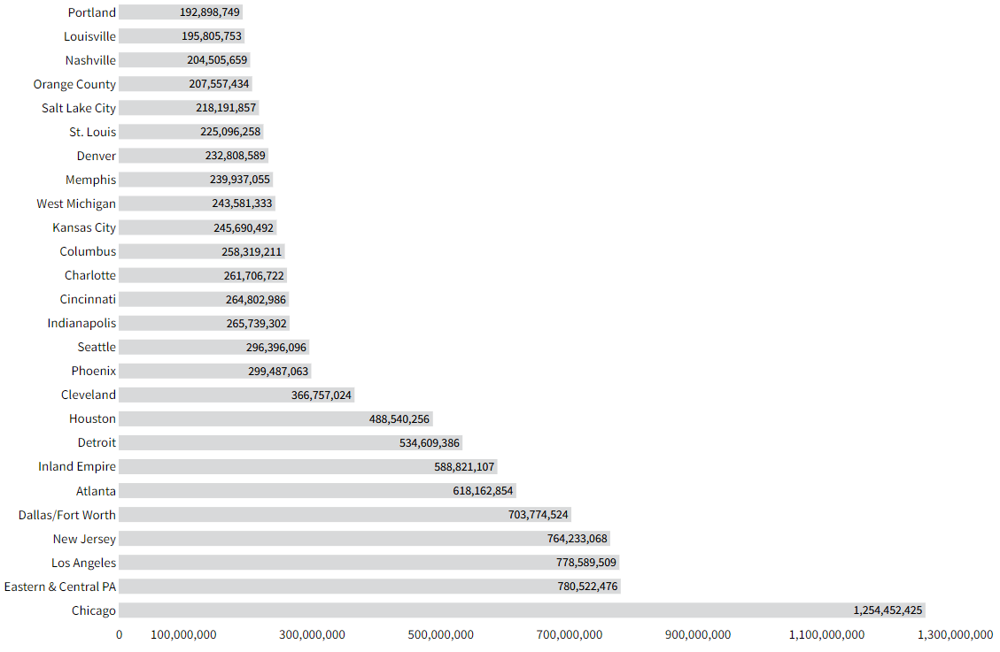 Portland 192,898,749
Louisville 195,805,753
Nashville 204,505,659
Orange County 207,557,434
Salt Lake City 218,191,857
St. Louis 225,096,258
Denver 232,808,589
Memphis 239,937,055
West Michigan 243,581,333
Kansas City 245,690,492
Columbus 258,319,211
Charlotte 261,706,722
Cincinnati 264,802,986
Indianapolis 265,739,302
Seattle 296,396,096
Phoenix 299,487,063
Cleveland 366,757,024
Houston 488,540,256
Detroit 534,609,386
Inland Empire 588,821,107
Atlanta 618,162,854
Dallas/Fort Worth 703,774,524
New Jersey 764,233,068
Los Angeles 778,589,509
Eastern & Central PA 780,522,476
Chicago 1,254,452,425
0 100,000,000 300,000,000 500,000,000 700,000,000 900,000,000 1,100,000,000 1,300,000,000